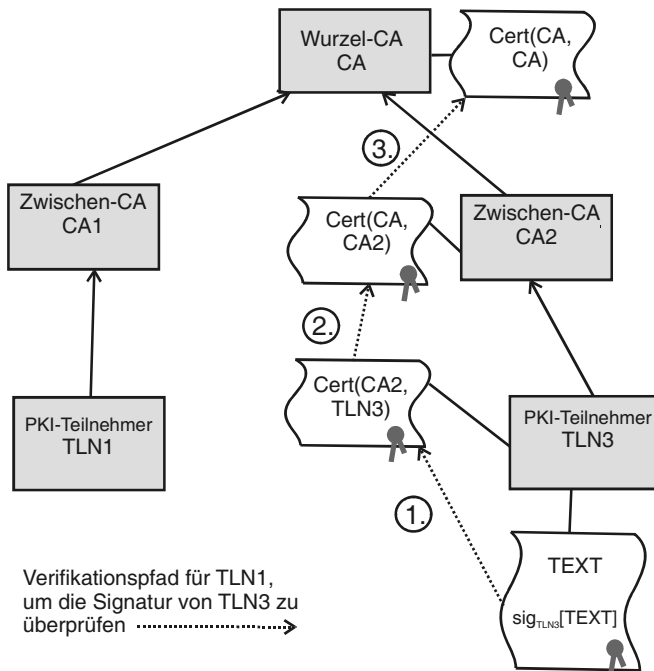 Wurzel-CA
CA
Cert(CA,
CA)
3.
Zwischen-CA
CA1
Cert(CA,
CA2)
Zwischen-CA
CA2
2.
Cert(CA2,
TLN3)
PKI-Teilnehmer
TLN1
PKI-Teilnehmer
TLN3
1.
TEXT
sigTLN3[TEXT]
Verifikationspfad für TLN1,
um die Signatur von TLN3 zu
überprüfen